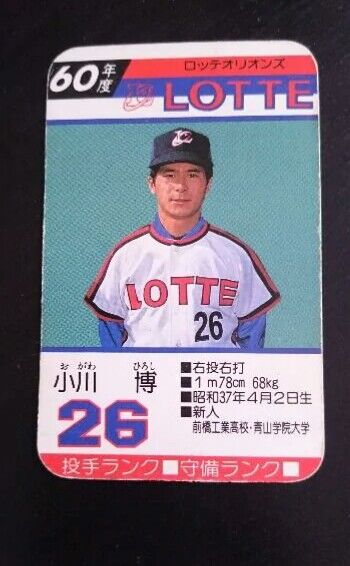 60年度
ロッテオリオンズ
LOTTE
LOTTE
26
おがわ ひろし
小川 博
26
■右投右打
■1m78cm 68kg
■昭和37年4月2日生
■新人
前橋工業高校・青山学院大学
投手ランク□守備ランク□